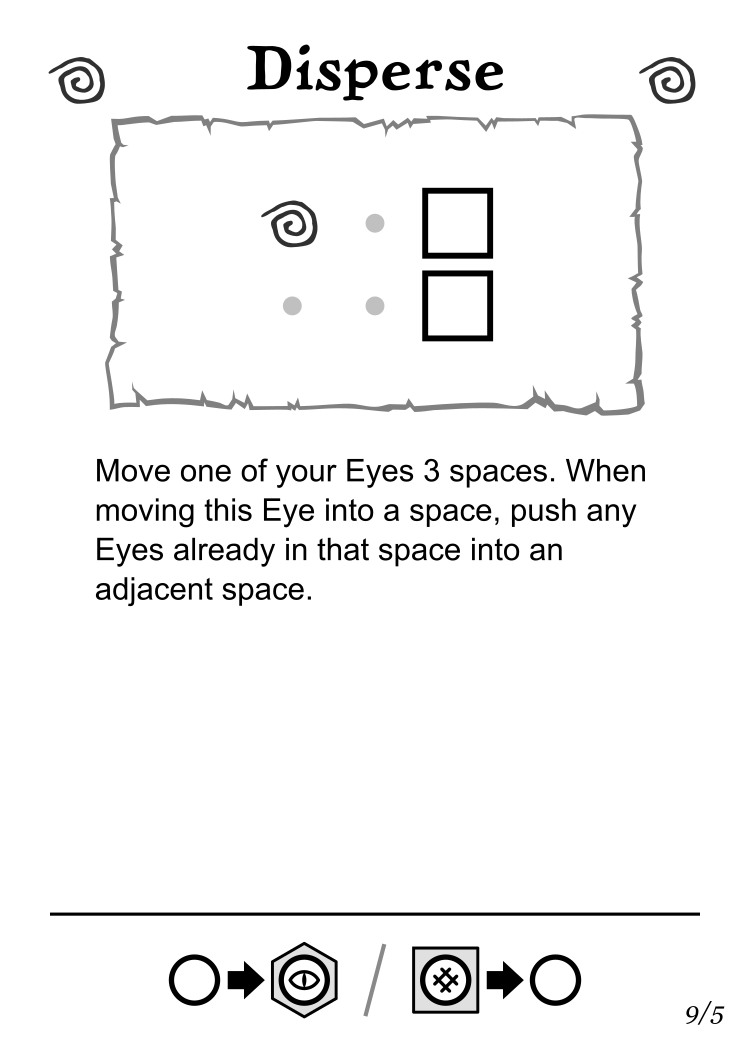 Disperse
Move one of your Eyes 3 spaces. When
moving this Eye into a space, push any
Eyes already in that space into an
adjacent space.
9/5